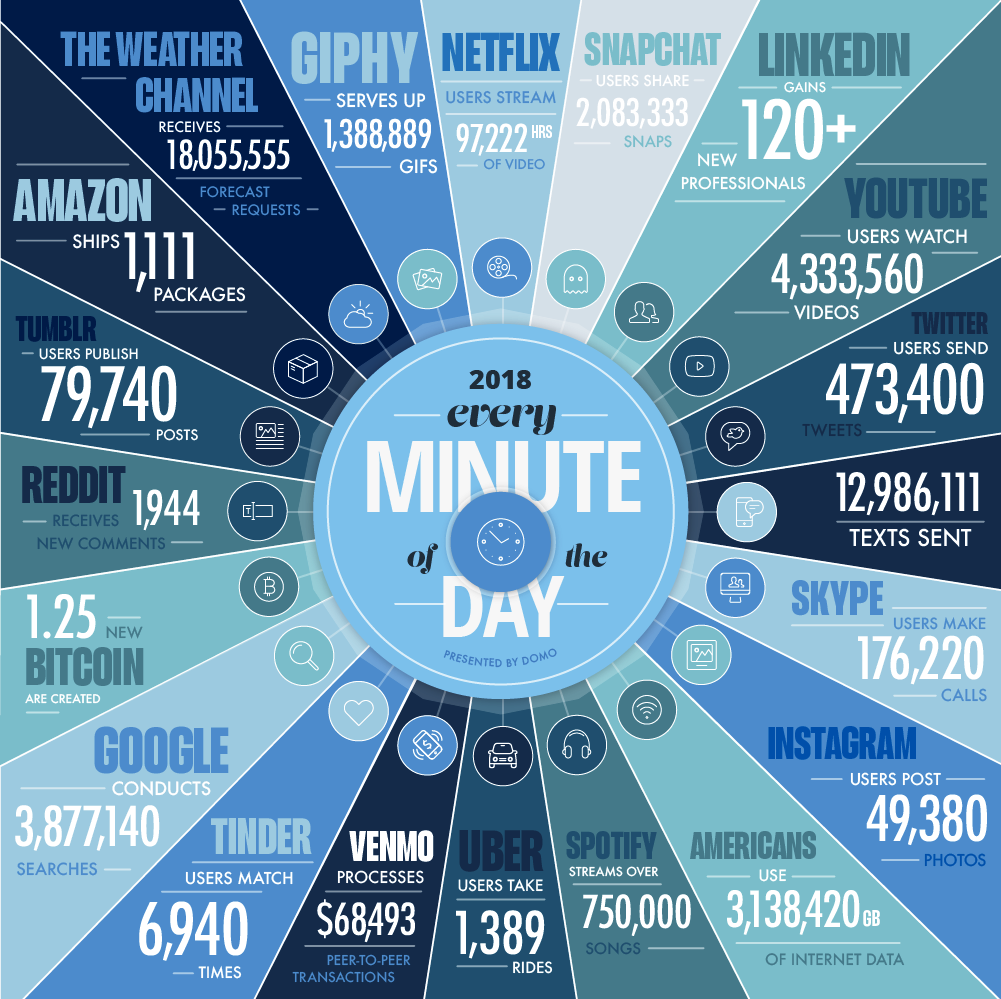 2018
every
MINUTE
of the
DAY
PRESENTED BY DOMO
THE WEATHER
CHANNEL
RECEIVES
18,055,555
FORECAST
REQUESTS
GIPHY
SERVES UP
1,388,889
GIFS
NETFLIX
USERS STREAM
97,222 HRS
OF VIDEO
SNAPCHAT
USERS SHARE
2,083,333
SNAPS
LINKEDIN
GAINS
NEW 120+
PROFESSIONALS
YOUTUBE
USERS WATCH
4,333,560
VIDEOS
TWITTER
USERS SEND
473,400
TWEETS
12,986,111
TEXTS SENT
SKYPE
USERS MAKE
176,220
CALLS
INSTAGRAM
USERS POST
49,380
PHOTOS
AMERICANS
USE
3,138,420 GB
OF INTERNET DATA
SPOTIFY
STREAMS OVER
750,000
SONGS
UBER
USERS TAKE
1,389
RIDES
VENMO
PROCESSES
$68,493
PEER-TO-PEER
TRANSACTIONS
$
TINDER
USERS MATCH
6,940
TIMES
GOOGLE
CONDUCTS
3,877,140
SEARCHES
1.25 NEW
BITCOIN
ARE CREATED
B
REDDIT
RECEIVES 1,944
NEW COMMENTS
T
TUMBLR
USERS PUBLISH
79,740
POSTS
AMAZON
SHIPS 1,111
PACKAGES